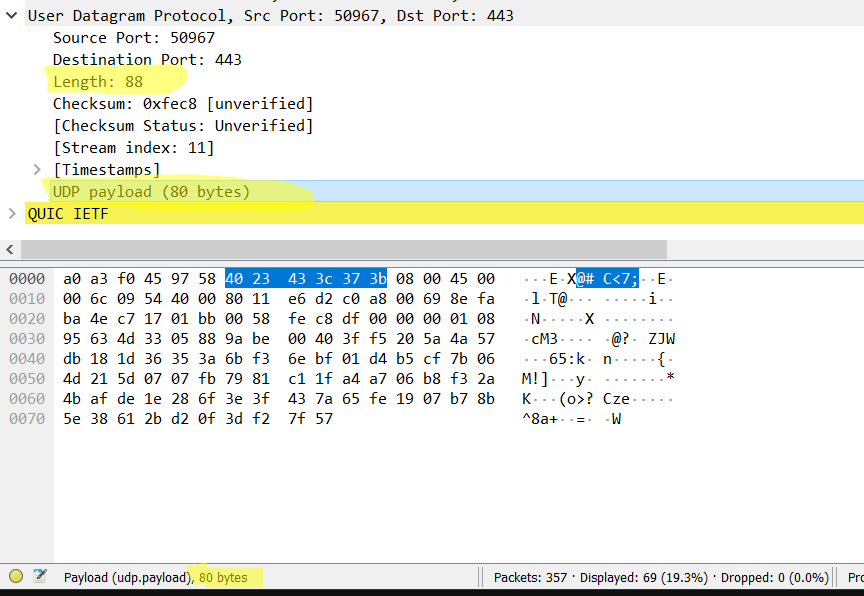 User Datagram Protocol, Src Port: 50967, Dst Port: 443
Source Port: 50967
Destination Port: 443
Length: 88
Checksum: 0xfec8 [unverified]
[Checksum Status: Unverified]
[Stream index: 11]
[Timestamps]
UDP payload (80 bytes)
QUIC IETF
0000 a0 a3 f0 45 97 58 40 23 43 3c 37 3b 08 00 45 00 ···E·X@# C<7;··E·
0010 00 6c 09 54 40 00 80 11 e6 d2 c0 a8 00 69 8e fa ·l·T@··· ·····i··
0020 ba 4e c7 17 01 bb 00 58 fe c8 df 00 00 00 01 08 ·N·····X ········
0030 95 63 4d 33 05 88 9a be 00 40 3f f5 20 5a 4a 57 ·cM3···· ·@?· ZJW
0040 db 18 1d 36 35 3a 6b f3 6e bf 01 d4 b5 cf 7b 06 ···65:k· n·····{·
0050 4d 21 5d 07 07 fb 79 81 c1 1f a4 a7 06 b8 f3 2a M!]···y· ·······*
0060 4b af de 1e 28 6f 3e 3f 43 7a 65 fe 19 07 b7 8b K···(o>? Cze·····
0070 5e 38 61 2b d2 0f 3d f2 7f 57 ^8a+··=· ·W
Payload (udp.payload), 80 bytes Packets: 357 · Displayed: 69 (19.3%) · Dropped: 0 (0.0%)